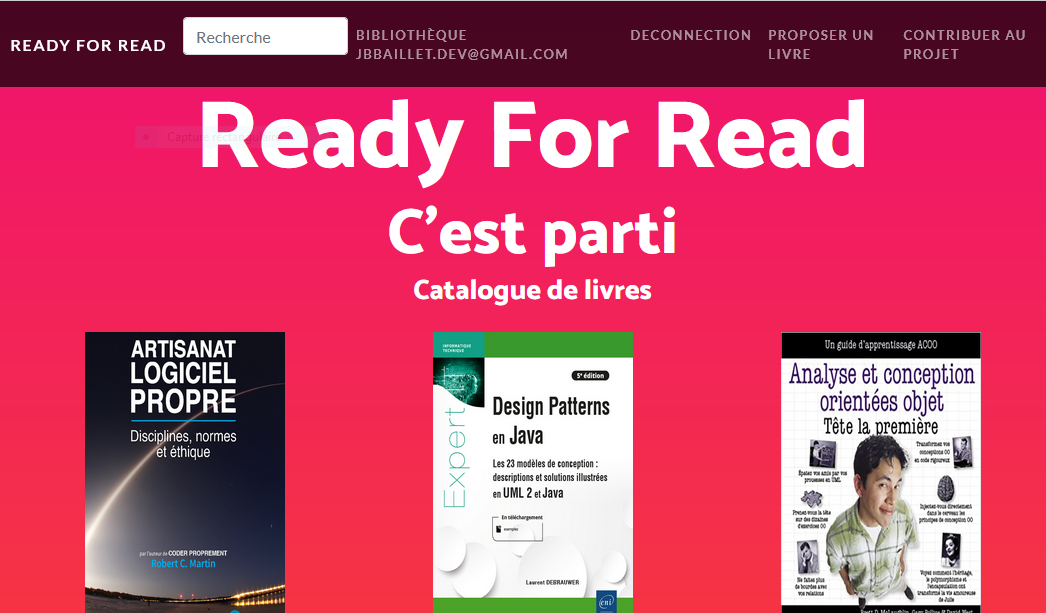 READY FOR READ
Recherche
BIBLIOTHÈQUE
JBBAILLET.DEV@GMAIL.COM
DECONNECTION
PROPOSER UN
LIVRE
CONTRIBUER AU
PROJET
Ready For Read
C'est parti
Catalogue de livres
ARTISANAT
LOGICIEL
PROPRE
Disciplines, normes
et éthique
par l'auteur de CODER PROPREMENT
Robert C. Martin
INFORMATIQUE
TECHNIQUE
Expert
5e édition
Design Patterns
en Java
Les 23 modèles de conception :
descriptions et solutions illustrées
en UML 2 et Java
En téléchargement
exemples
Laurent DEBRAUWER
eni
Un guide d'apprentissage ACOO
Analyse et conception
orientées objet
Tête la première
Épatez vos amis par vos
prouesses en UML
Transformez vos
conceptions OO
en code rigoureux
Prenez-vous la tête
sur des dizaines
d'exercices OO
Injectez-vous directement
dans le cerveau les
principes de conception OO
Ne faites plus
de bourdes avec
vos relations
Voyez comment l'héritage,
le polymorphisme et
l'encapsulation ont
transformé la vie amoureuse
de Julie
Brett D. McLaughlin, Gary Pollice & David West